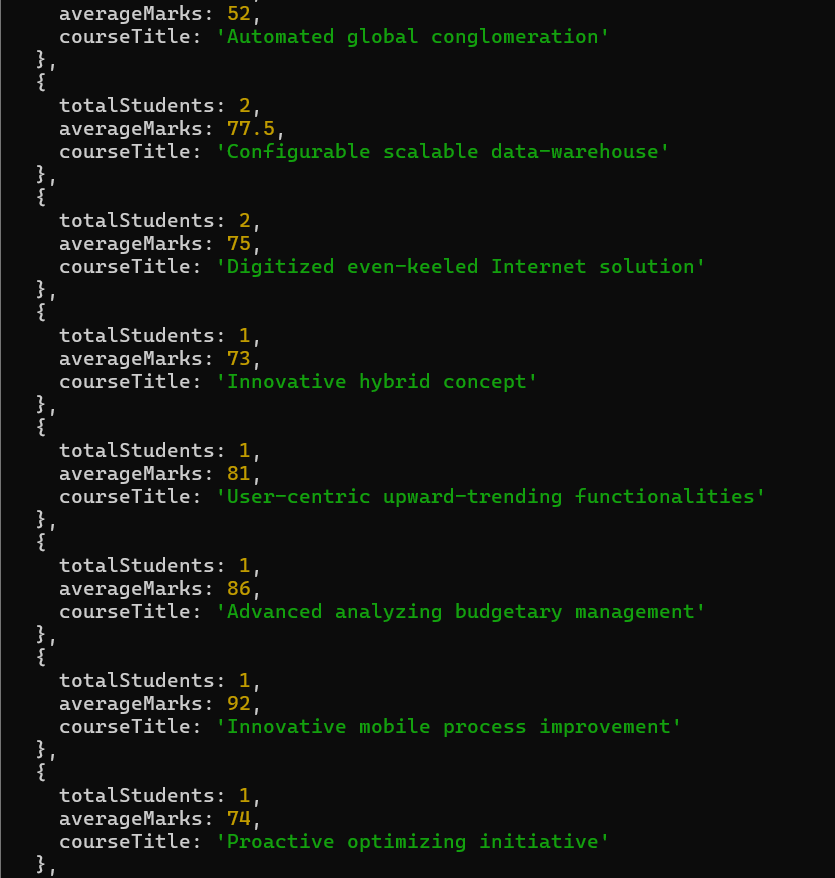 averageMarks: 52,
courseTitle: 'Automated global conglomeration'
},
{
totalStudents: 2,
averageMarks: 77.5,
courseTitle: 'Configurable scalable data-warehouse'
},
{
totalStudents: 2,
averageMarks: 75,
courseTitle: 'Digitized even-keeled Internet solution'
},
{
totalStudents: 1,
averageMarks: 73,
courseTitle: 'Innovative hybrid concept'
},
{
totalStudents: 1,
averageMarks: 81,
courseTitle: 'User-centric upward-trending functionalities'
},
{
totalStudents: 1,
averageMarks: 86,
courseTitle: 'Advanced analyzing budgetary management'
},
{
totalStudents: 1,
averageMarks: 92,
courseTitle: 'Innovative mobile process improvement'
},
{
totalStudents: 1,
averageMarks: 74,
courseTitle: 'Proactive optimizing initiative'
},